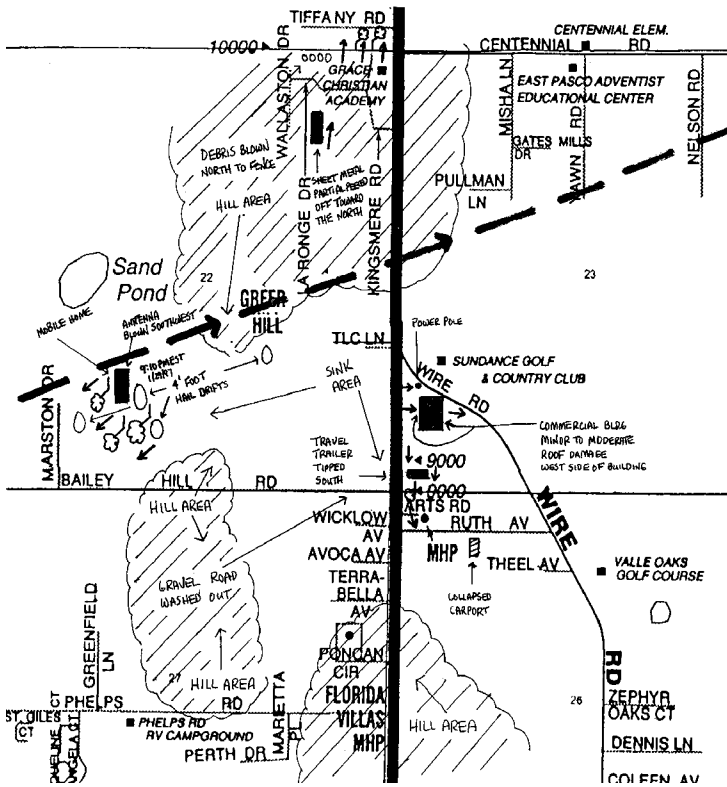 TIFFANY RD
CENTENNIAL ELEM.
10000
CENTENNIAL RD
WALLASTON DR
GRACE
CHRISTIAN
ACADEMY
MISHA LN
EAST PASCO ADVENTIST
EDUCATIONAL CENTER
NELSON RD
DEBRIS BLOWN
NORTH TO FENCE
HILL AREA
SHEET METAL
PARTIAL PEELED
OFF TOWARD
THE NORTH
LA RONGE DR
KINGSMERE RD
GATES MILLS
DR
RD
PULLMAN
LN
Sand
Pond
22
23
GREER
HILL
MOBILE HOME
ANTENNA
BLOWN SOUTHWEST
9:10 PM EST
4' FOOT
HAIL DRIFTS
TLC LN
POWER POLE
SUNDANCE GOLF
& COUNTRY CLUB
WIRE RD
SINK
AREA
MARSTON DR
COMMERCIAL BLDG
MINOR TO MODERATE
ROOF DAMAGE
WEST SIDE OF BUILDING
TRAVEL
TRAILER
TIPPED
SOUTH
9000
BAILEY HILL RD
9000
ARTS RD
HILL AREA
WICKLOW
AV
RUTH AV
WIRE
RD
AVOCA AV
MHP
THEEL AV
VALLE OAKS
GOLF COURSE
GRAVEL ROAD
WASHED OUT
TERRA-
BELLA
AV
COLLAPSED
CARPORT
GREENFIELD
LN
PONCAN
CIR
27
HILL AREA
26
PHELPS RD
FLORIDA
VILLAS
MHP
HILL AREA
ZEPHYR
OAKS CT
ST. GILES
CT
PHELPS RD
RV CAMPGROUND
MARIETTA
PL
PERTH DR
DENNIS LN
COLEEN AV